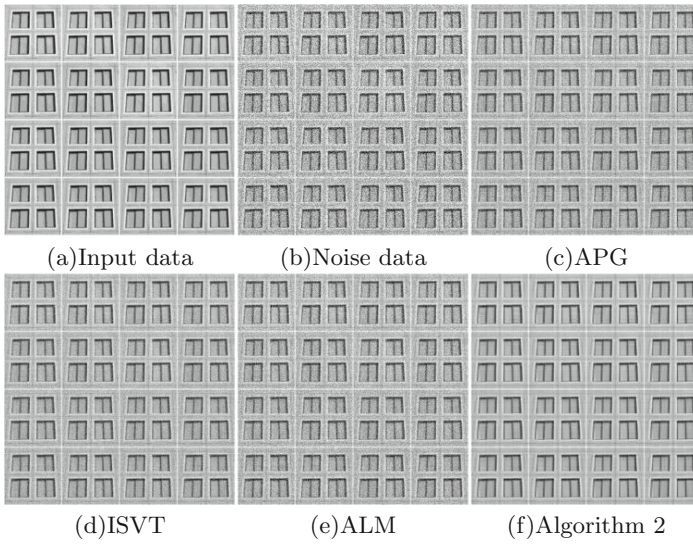 (a)Input data
(b)Noise data
(c)APG
(d)ISVT
(e)ALM
(f)Algorithm 2